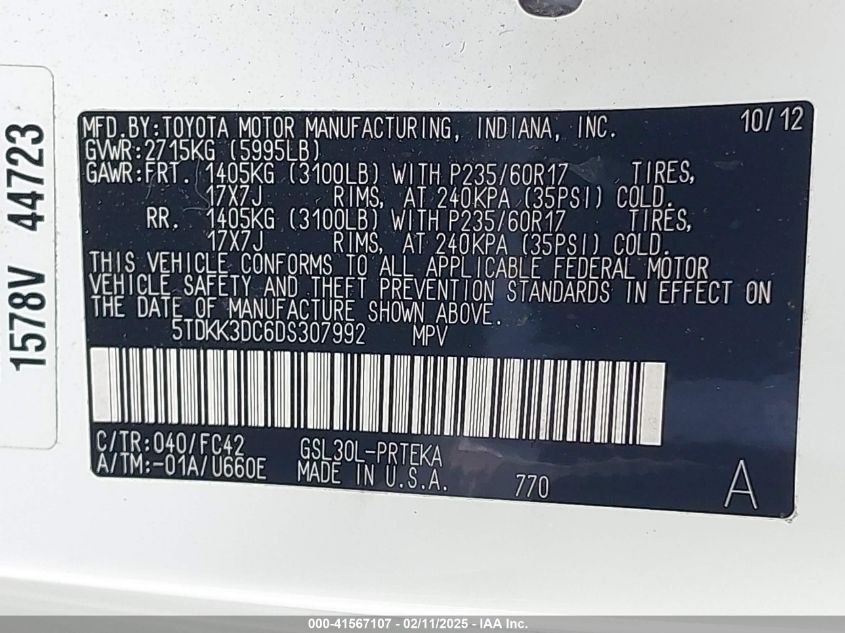 1578V 44723
MFD.BY:TOYOTA MOTOR MANUFACTURING, INDIANA, INC. 10/12
GVWR:2715KG (5995LB)
GAWR:FRT. 1405KG (3100LB) WITH P235/60R17 TIRES,
17X7J RIMS, AT 240KPA (35PSI) COLD.
RR. 1405KG (3100LB) WITH P235/60R17 TIRES,
17X7J RIMS, AT 240KPA (35PSI) COLD.
THIS VEHICLE CONFORMS TO ALL APPLICABLE FEDERAL MOTOR
VEHICLE SAFETY AND THEFT PREVENTION STANDARDS IN EFFECT ON
THE DATE OF MANUFACTURE SHOWN ABOVE.
5TDKK3DC6DS307992 MPV
C/TR:040/FC42 GSL30L-PRTEKA
A/TM:-01A/U660E MADE IN U.S.A. 770 A
000-41567107 - 02/11/2025 - IAA Inc.